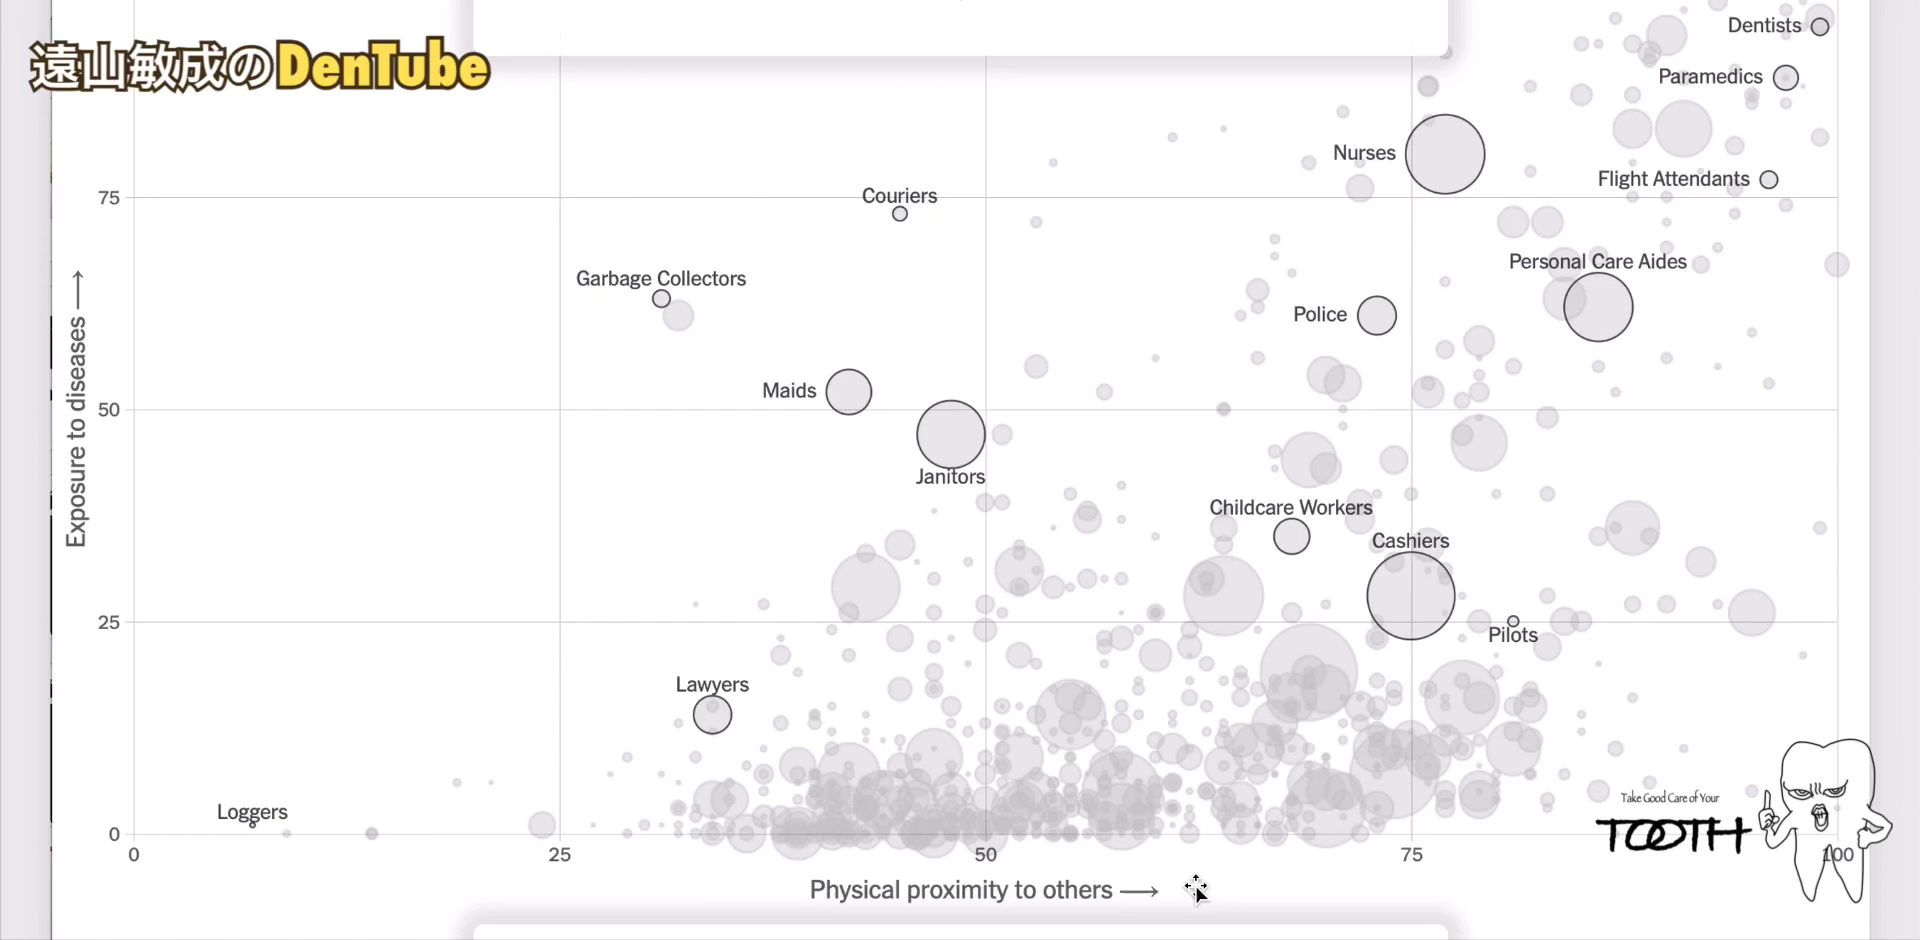 Dentists
遠山敏成のDenTube
Paramedics
Nurses
Flight Attendants
75
Couriers
Personal Care Aides
Garbage Collectors
Police
Maids
50
Janitors
Exposure to diseases
Childcare Workers
Cashiers
25
Pilots
Lawyers
Take Good Care of Your
TOOTH
Loggers
0
0
25
50
75
100
Physical proximity to others